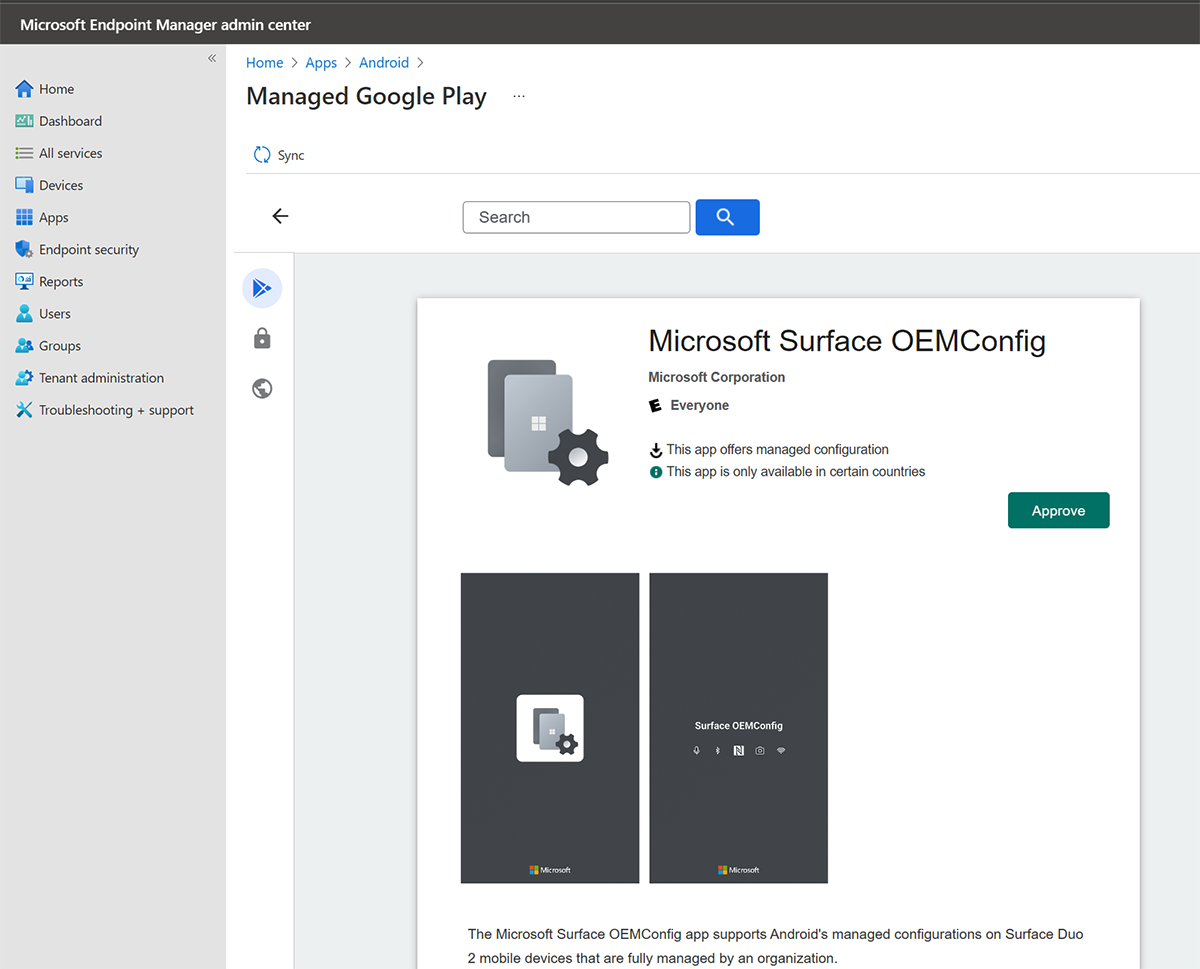 Microsoft Endpoint Manager admin center
«
Home
Dashboard
All services
Devices
Apps
Endpoint security
Reports
Users
Groups
Tenant administration
Troubleshooting + support
Home > Apps > Android >
Managed Google Play ...
Sync
Search
Microsoft Surface OEMConfig
Microsoft Corporation
E Everyone
This app offers managed configuration
This app is only available in certain countries
Approve
Surface OEMConfig
Microsoft
Microsoft
The Microsoft Surface OEMConfig app supports Android's managed configurations on Surface Duo
2 mobile devices that are fully managed by an organization.